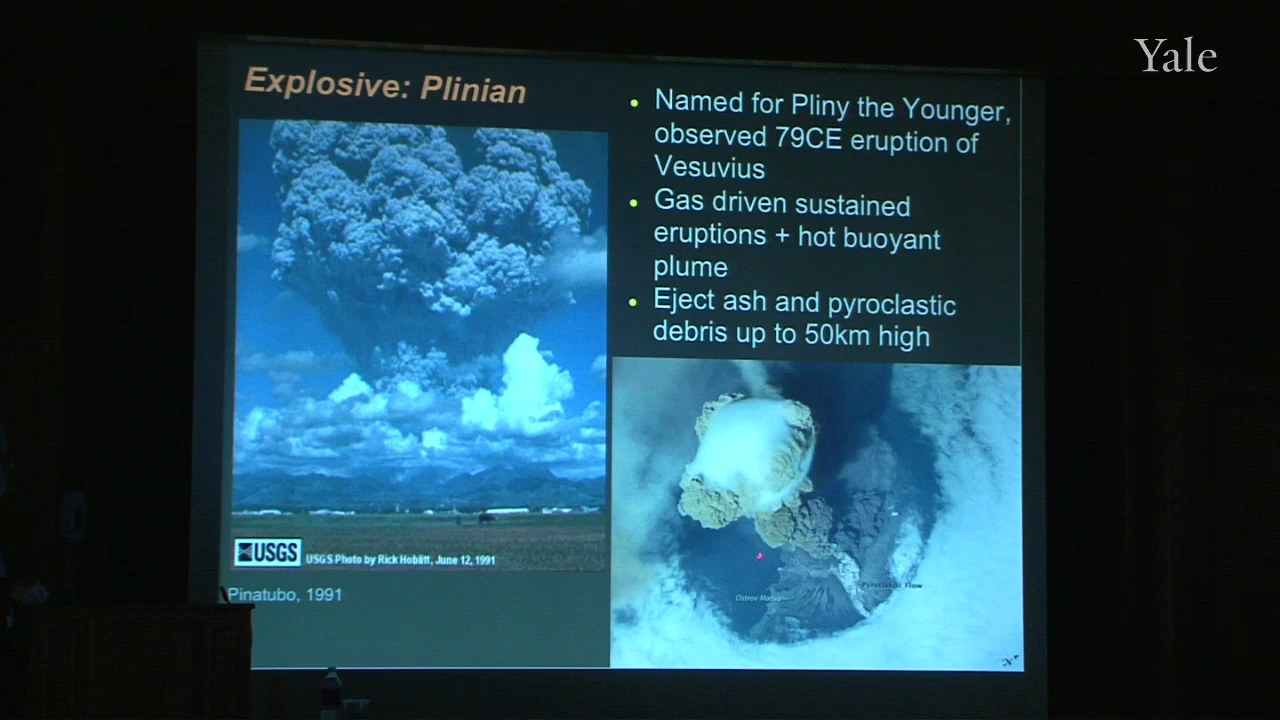 Yale
Explosive: Plinian
Named for Pliny the Younger,
observed 79CE eruption of
Vesuvius
Gas driven sustained
eruptions + hot buoyant
plume
Eject ash and pyroclastic
debris up to 50km high
USGS
USGS Photo by Rick Hoblitt, June 12, 1991
Pinatubo, 1991
Pyroclastic Flow
Ostrov Matua
N